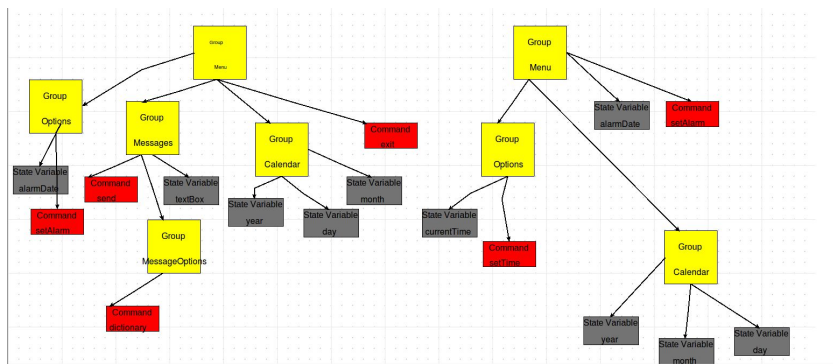 Group
Menu
Group
Options
State Variable
alarmDate
Command
setAlarm
Group
Messages
Command
send
State Variable
textBox
Group
MessageOptions
Command
dictionary
Group
Calendar
State Variable
year
State Variable
day
State Variable
month
Command
exit
Group
Menu
Group
Options
State Variable
currentTime
Command
setTime
State Variable
alarmDate
Command
setAlarm
Group
Calendar
State Variable
year
State Variable
month
State Variable
day